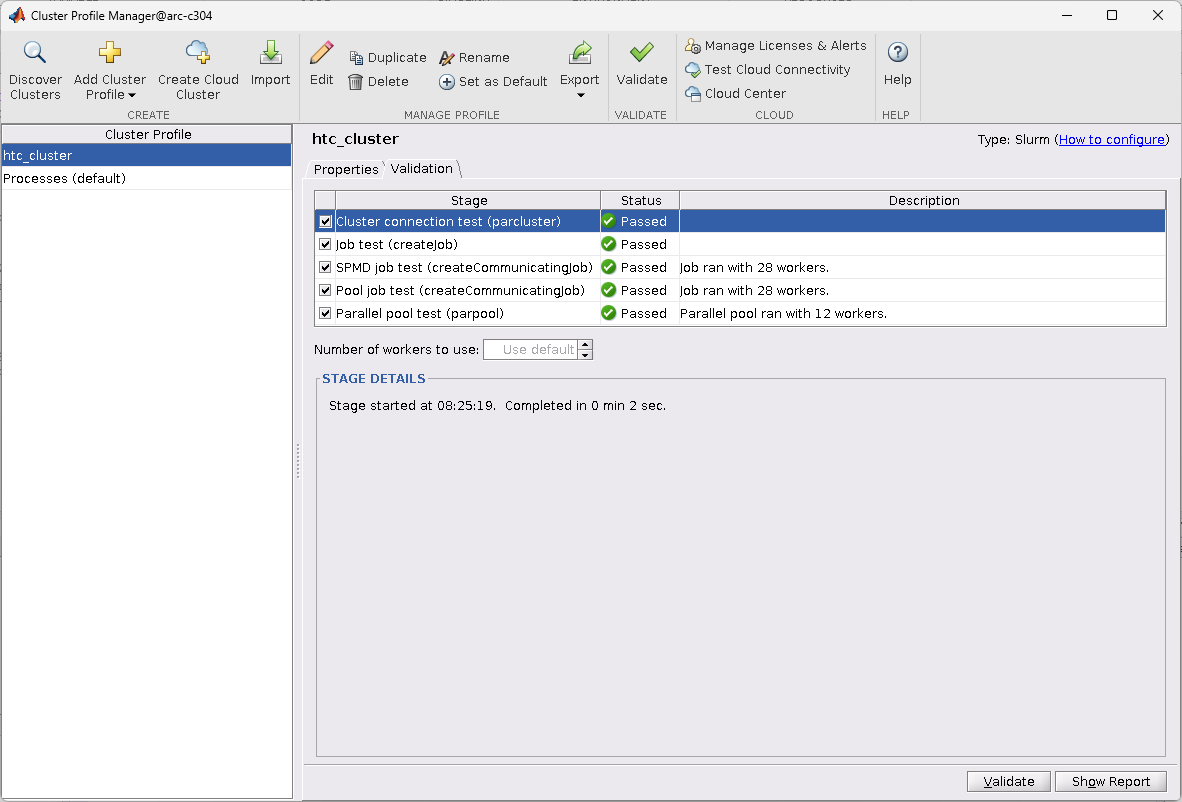 Cluster Profile Manager@arc-c304
Discover Clusters
Add Cluster Profile
Create Cloud Cluster
Import
CREATE
Edit
Duplicate
Delete
Rename
Set as Default
Export
MANAGE PROFILE
Validate
VALIDATE
Manage Licenses & Alerts
Test Cloud Connectivity
Cloud Center
CLOUD
Help
HELP
Cluster Profile
htc_cluster
Processes (default)
htc_cluster
Type: Slurm (How to configure)
Properties Validation
Stage Status Description
Cluster connection test (parcluster) Passed
Job test (createJob) Passed
SPMD job test (createCommunicatingJob) Passed Job ran with 28 workers.
Pool job test (createCommunicatingJob) Passed Job ran with 28 workers.
Parallel pool test (parpool) Passed Parallel pool ran with 12 workers.
Number of workers to use: Use default
STAGE DETAILS
Stage started at 08:25:19. Completed in 0 min 2 sec.
Validate Show Report